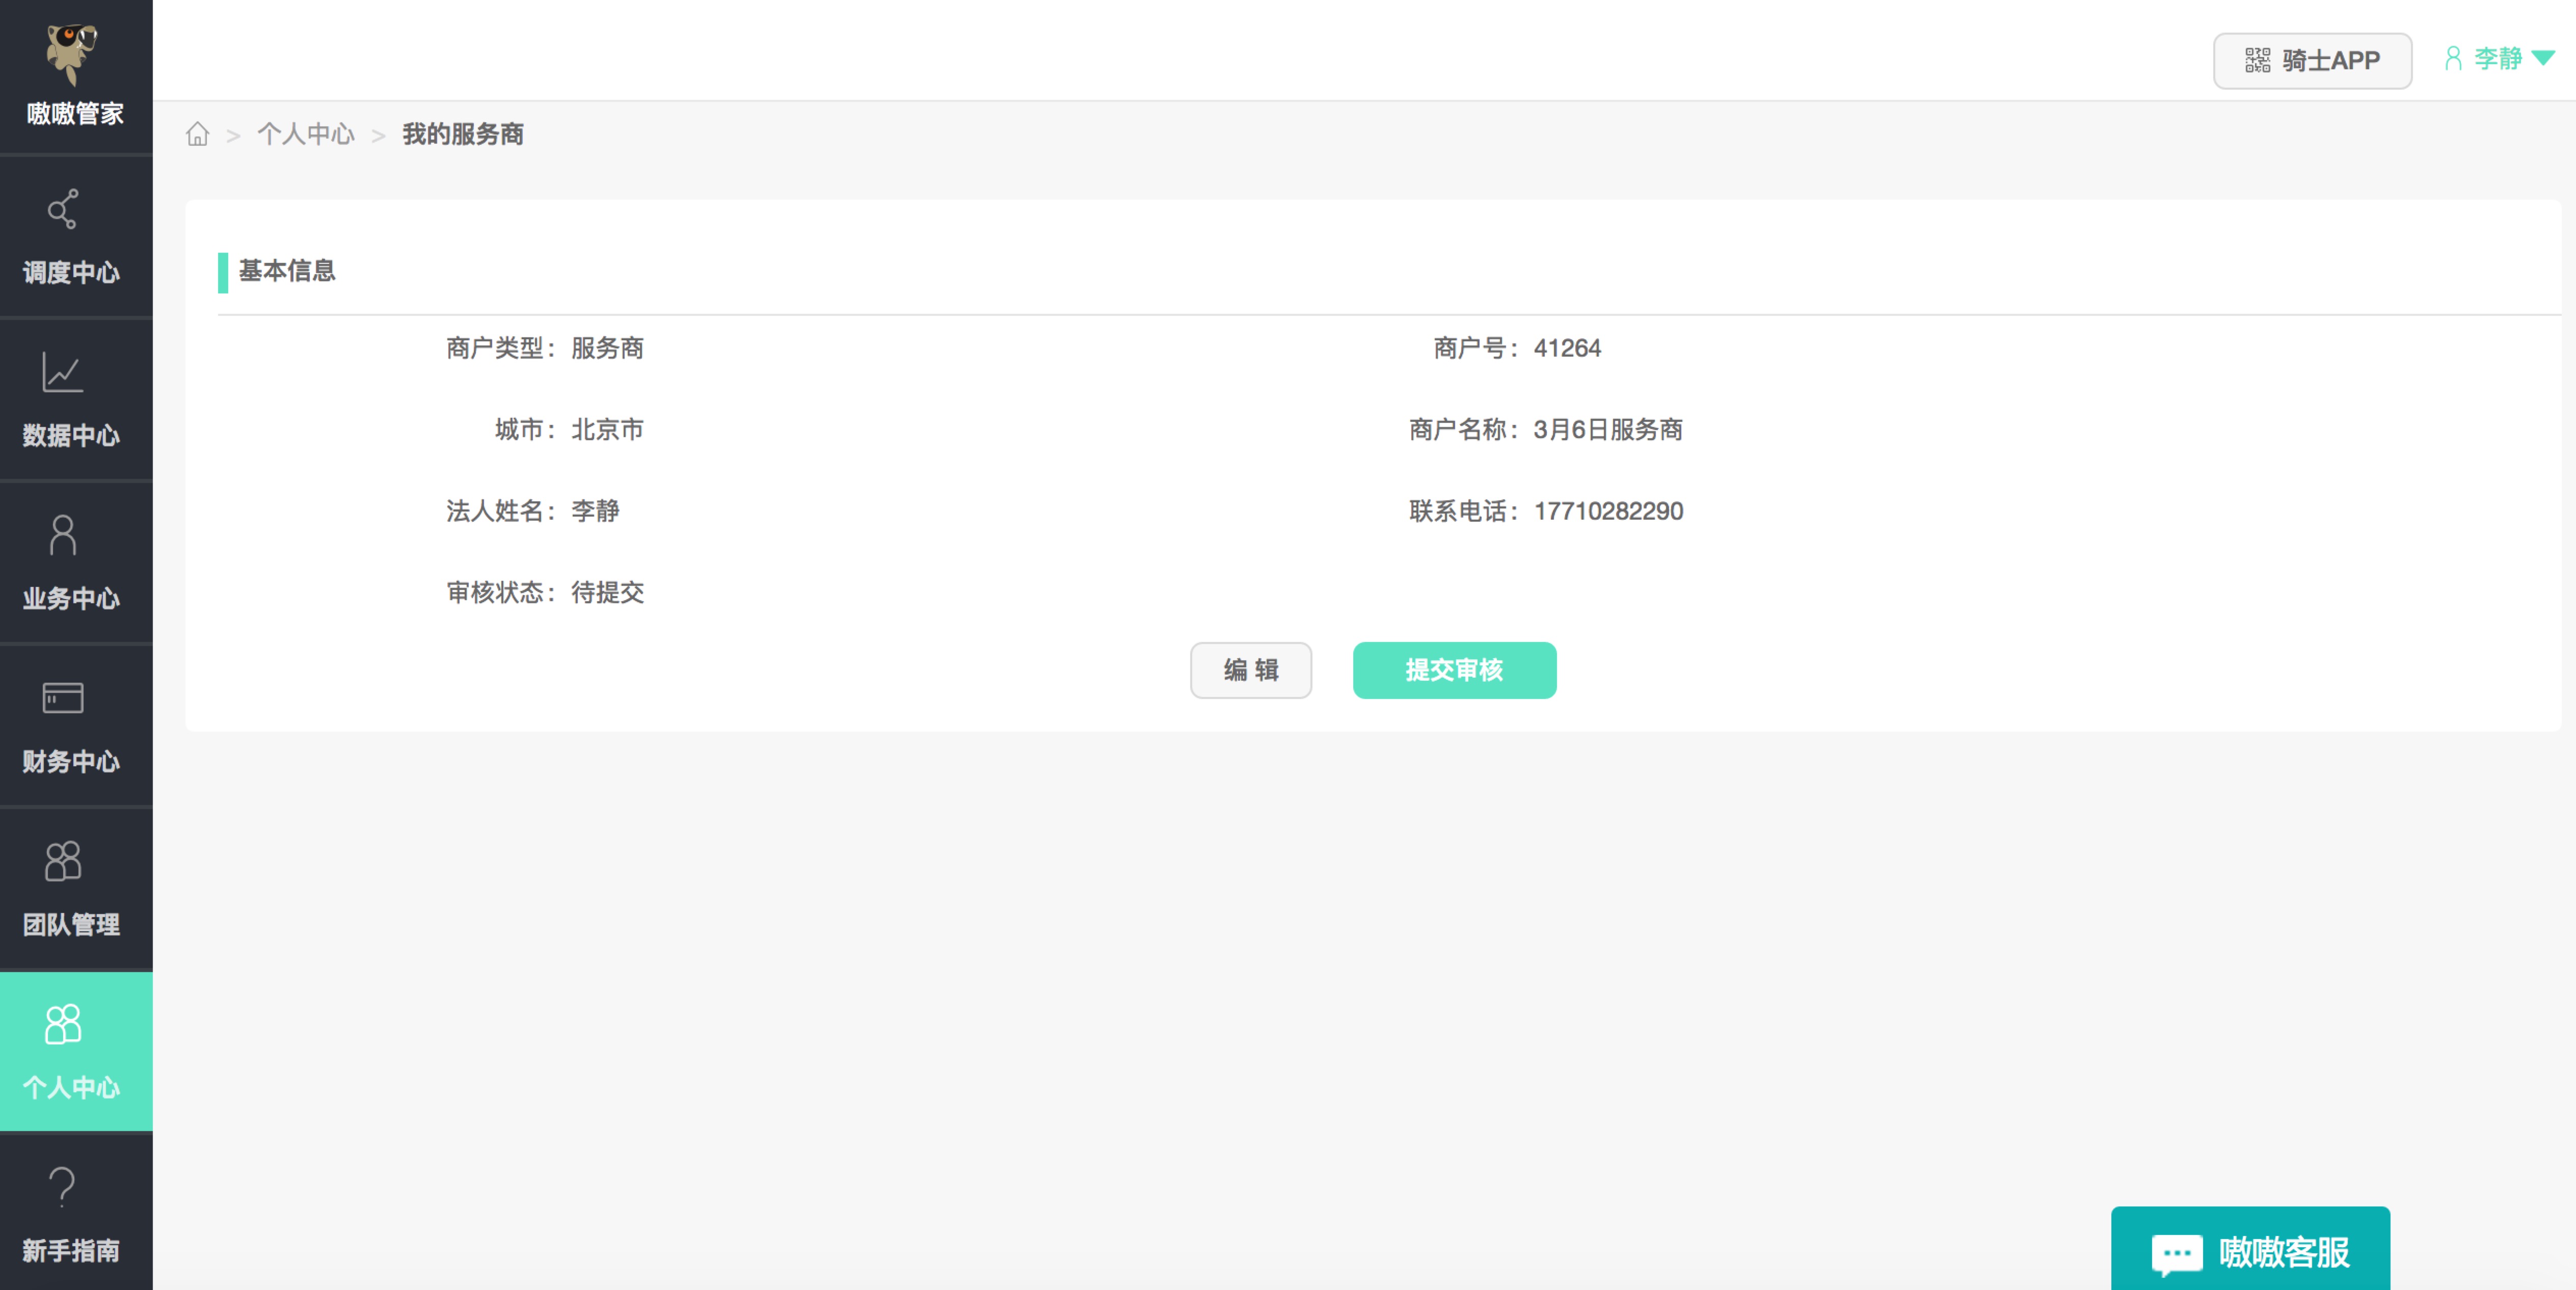 嗷嗷管家
骑士APP
李静
> 个人中心 > 我的服务商
调度中心
数据中心
业务中心
财务中心
团队管理
个人中心
新手指南
基本信息
商户类型：服务商
商户号：41264
城市：北京市
商户名称：3月6日服务商
法人姓名：李静
联系电话：17710282290
审核状态：待提交
编 辑
提交审核
嗷嗷客服